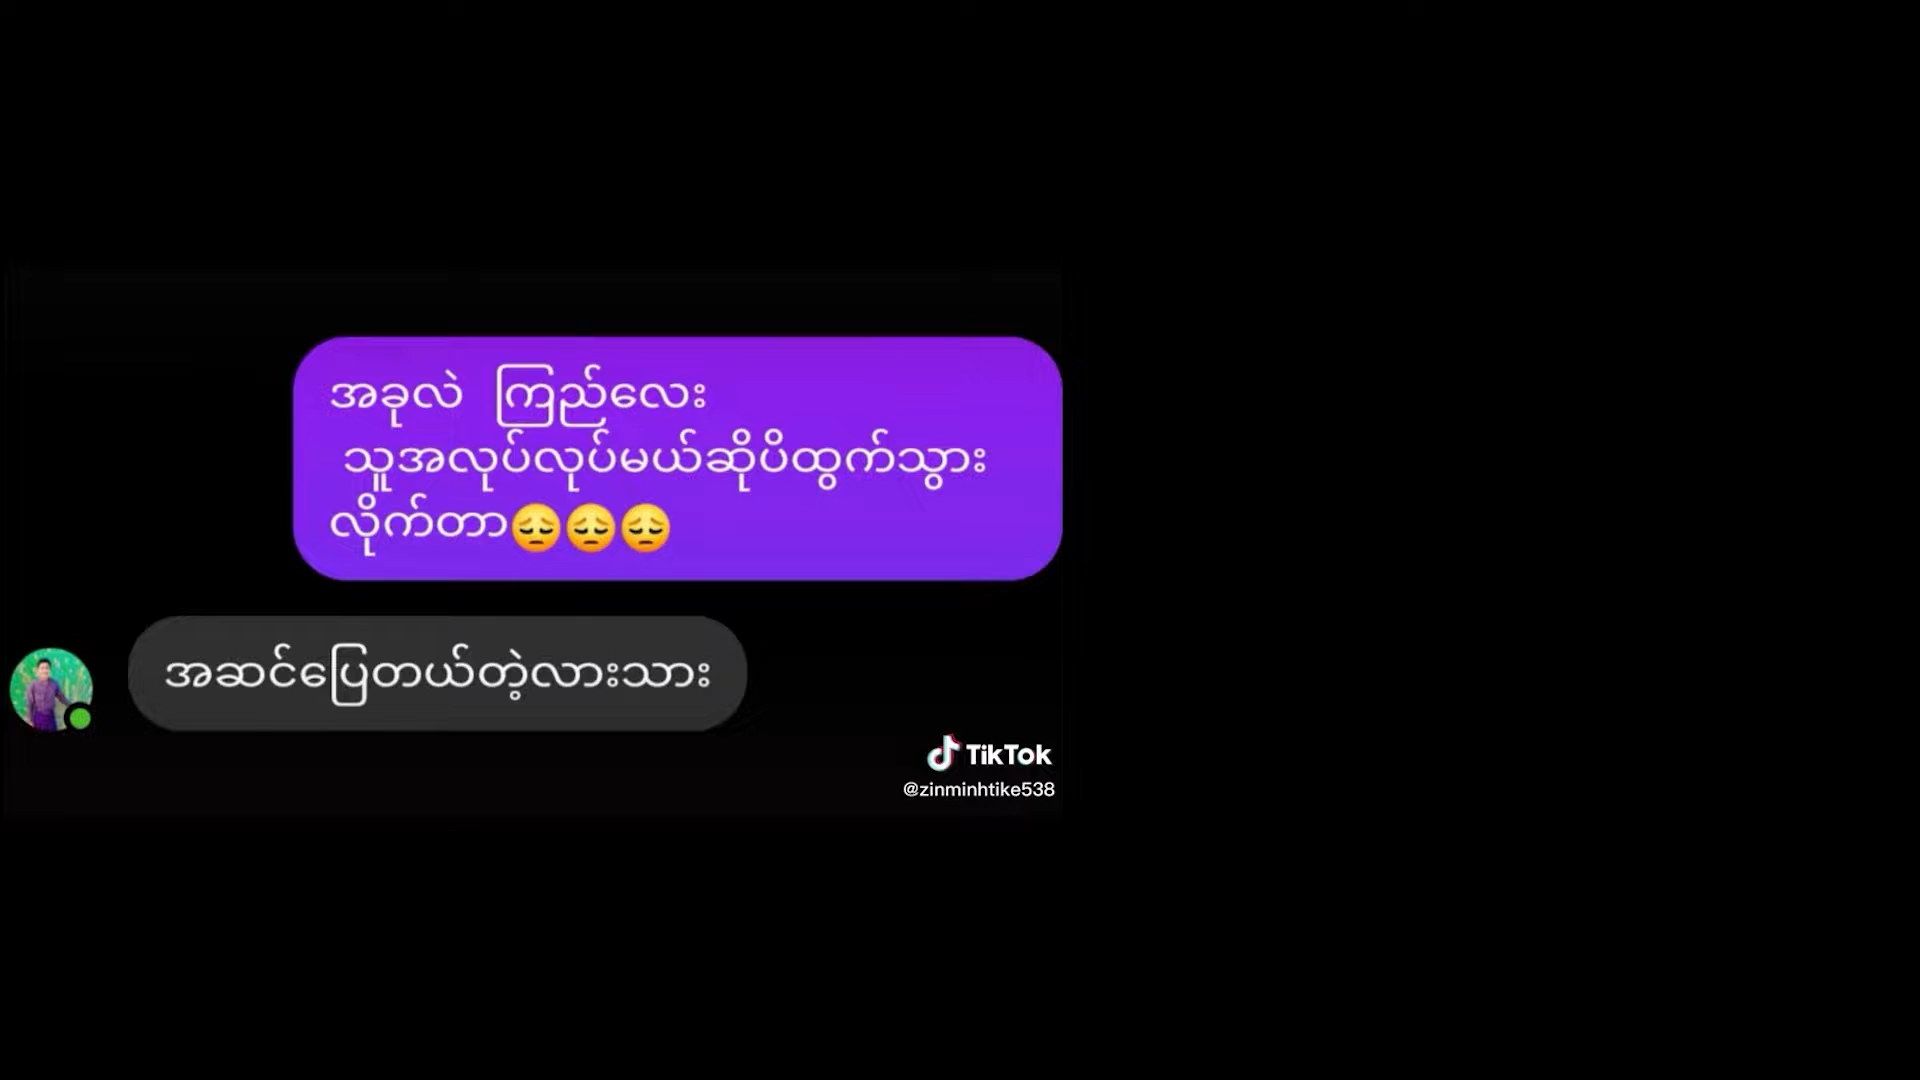 အခုလဲ ကြည်လေး
သူအလုပ်လုပ်မယ်ဆိုပိထွက်သွား
လိုက်တာ😔😔😔
အဆင်ပြေတယ်တဲ့လားသား
TikTok
@zinminhtike538